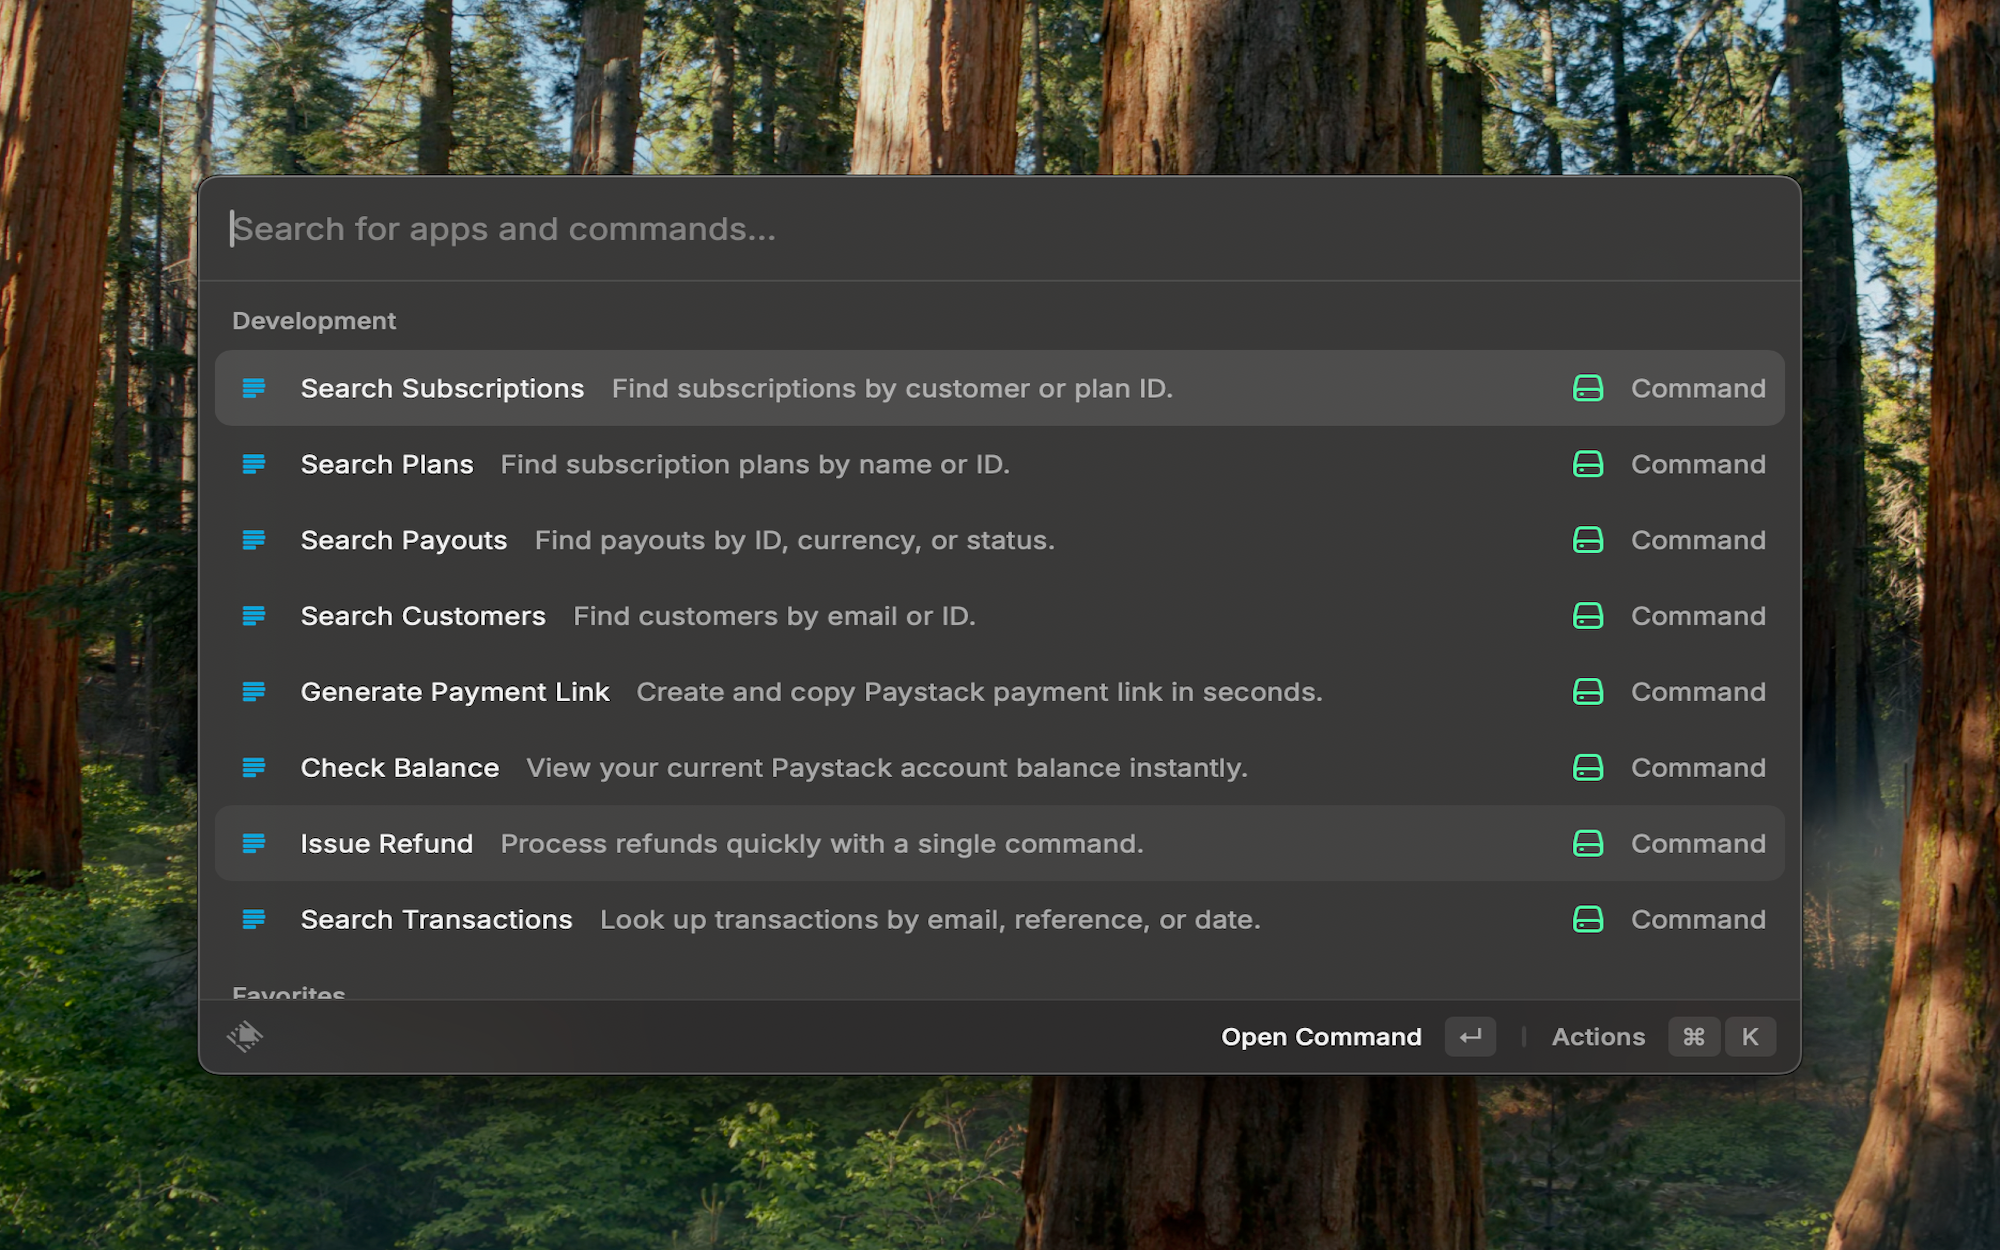 Search for apps and commands...
Development
Search Subscriptions Find subscriptions by customer or plan ID. Command
Search Plans Find subscription plans by name or ID. Command
Search Payouts Find payouts by ID, currency, or status. Command
Search Customers Find customers by email or ID. Command
Generate Payment Link Create and copy Paystack payment link in seconds. Command
Check Balance View your current Paystack account balance instantly. Command
Issue Refund Process refunds quickly with a single command. Command
Search Transactions Look up transactions by email, reference, or date. Command
Favorites
Open Command ↵ | Actions ⌘ K